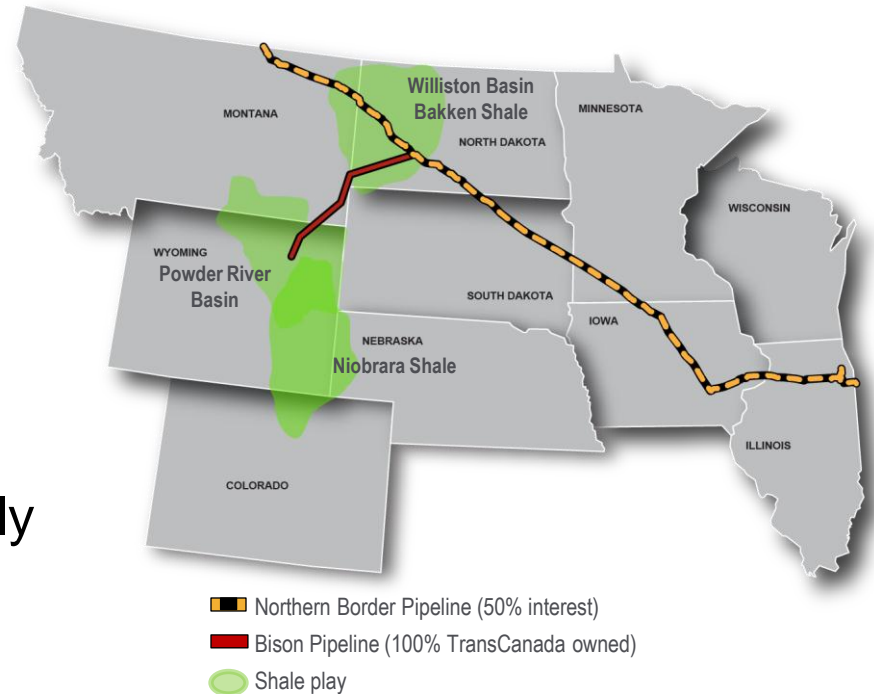 Williston Basin
Bakken Shale
MONTANA
MINNESOTA
NORTH DAKOTA
WISCONSIN
WYOMING
Powder River
Basin
SOUTH DAKOTA
IOWA
NEBRASKA
Niobrara Shale
ILLINOIS
COLORADO
Northern Border Pipeline (50% interest)
Bison Pipeline (100% TransCanada owned)
Shale play